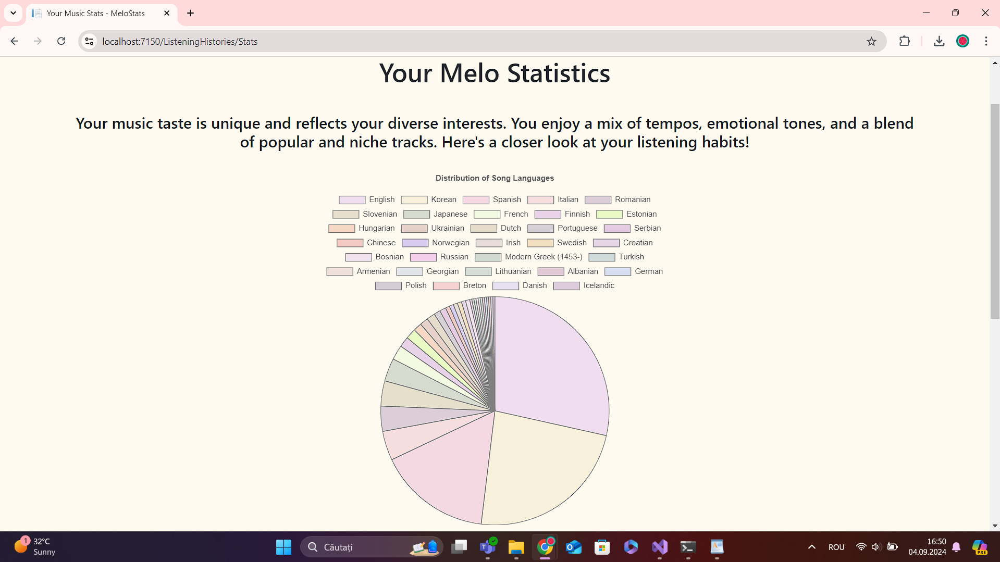 Your Music Stats - MeloStats
localhost:7150/ListeningHistories/Stats
Your Melo Statistics
Your music taste is unique and reflects your diverse interests. You enjoy a mix of tempos, emotional tones, and a blend
of popular and niche tracks. Here's a closer look at your listening habits!
Distribution of Song Languages
English Korean Spanish Italian Romanian
Slovenian Japanese French Finnish Estonian
Hungarian Ukrainian Dutch Portuguese Serbian
Chinese Norwegian Irish Swedish Croatian
Bosnian Russian Modern Greek (1453-) Turkish
Armenian Georgian Lithuanian Albanian German
Polish Breton Danish Icelandic
1
32°C
Sunny
Căutați
ROU
16:50
04.09.2024
PRE